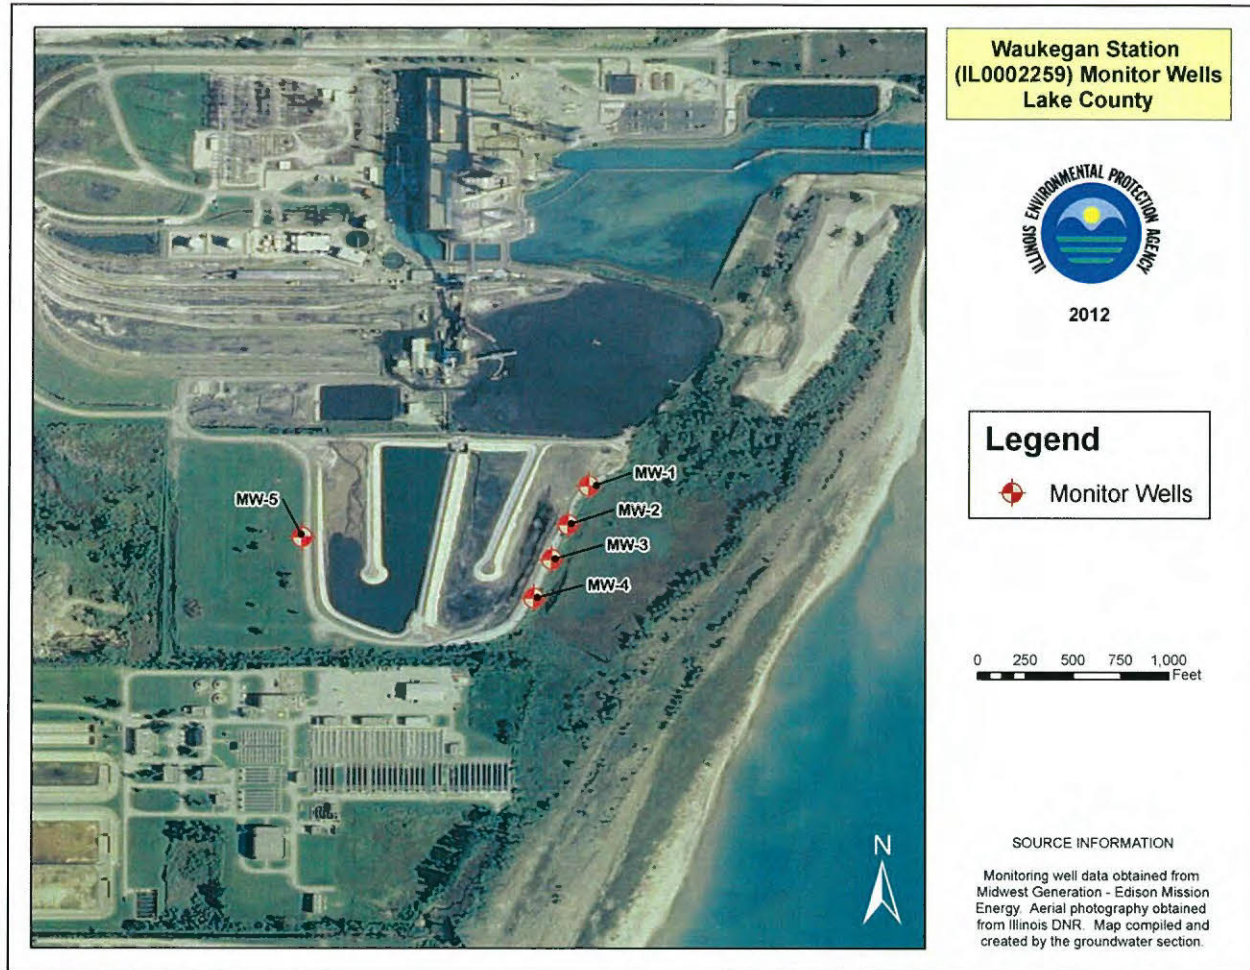 Waukegan Station
(IL0002259) Monitor Wells
Lake County
ILLINOIS ENVIRONMENTAL PROTECTION AGENCY
2012
Legend
Monitor Wells
MW-1
MW-2
MW-3
MW-4
MW-5
0 250 500 750 1,000
Feet
N
SOURCE INFORMATION
Monitoring well data obtained from
Midwest Generation - Edison Mission
Energy. Aerial photography obtained
from Illinois DNR. Map compiled and
created by the groundwater section.